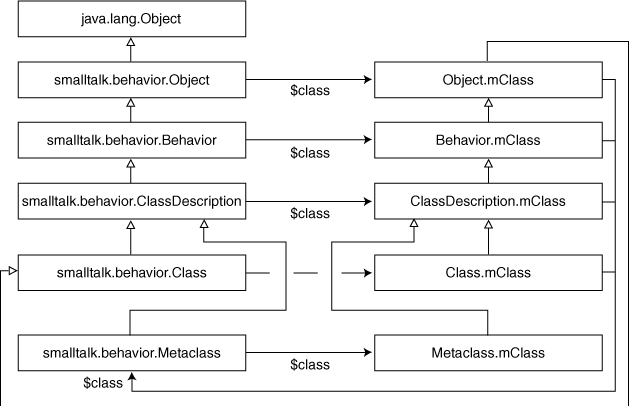 java.lang.Object
smalltalk.behavior.Object
$class
Object.mClass
smalltalk.behavior.Behavior
$class
Behavior.mClass
smalltalk.behavior.ClassDescription
$class
ClassDescription.mClass
smalltalk.behavior.Class
Class.mClass
smalltalk.behavior.Metaclass
$class
Metaclass.mClass
$class